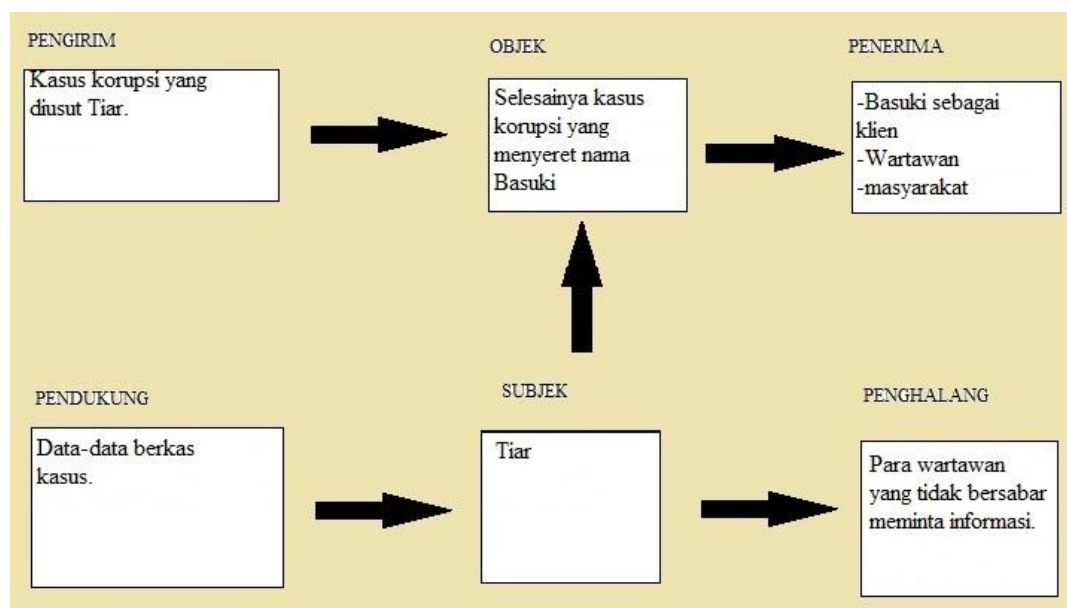 PENGIRIM
Kasus korupsi yang
diusut Tiar.
OBJEK
Selesainya kasus
korupsi yang
menyeret nama
Basuki
PENERIMA
-Basuki sebagai
klien
-Wartawan
-masyarakat
PENDUKUNG
Data-data berkas
kasus.
SUBJEK
Tiar
PENGHALANG
Para wartawan
yang tidak bersabar
meminta informasi.